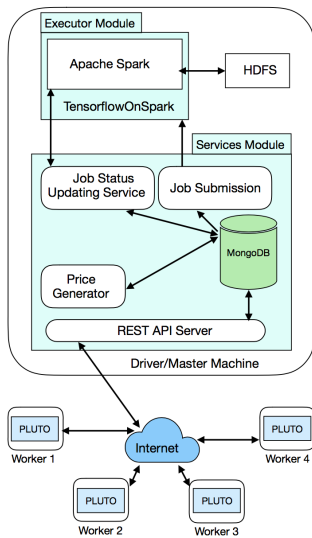 Executor Module
Apache Spark
HDFS
TensorflowOnSpark
Services Module
Job Status
Updating Service
Job Submission
MongoDB
Price
Generator
REST API Server
Driver/Master Machine
PLUTO
Worker 1
Internet
PLUTO
Worker 4
PLUTO
Worker 2
PLUTO
Worker 3